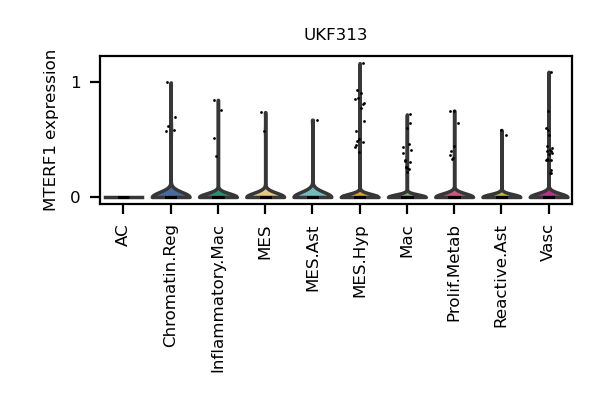 UKF313
MTERF1 expression
1
0
AC
Chromatin.Reg
Inflammatory.Mac
MES
MES.Ast
MES.Hyp
Mac
Prolif.Metab
Reactive.Ast
Vasc